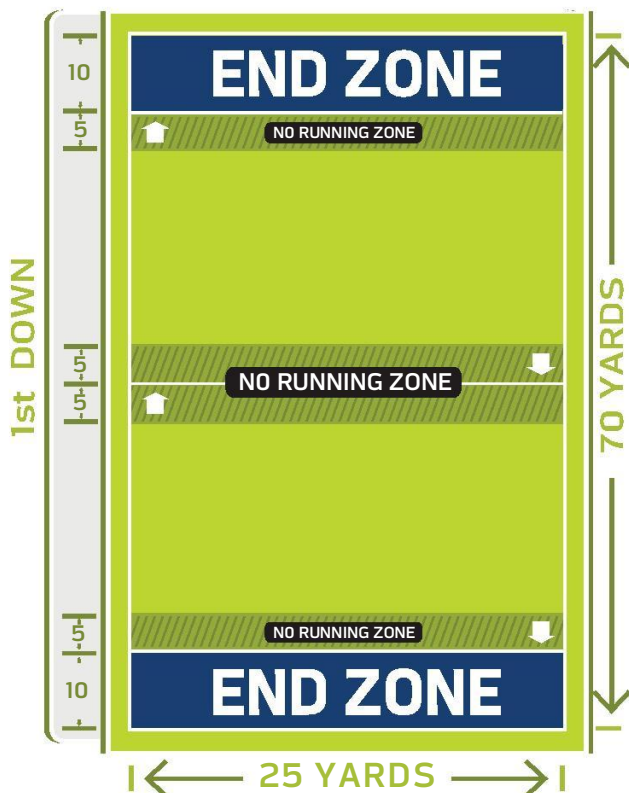 10
END ZONE
5
NO RUNNING ZONE
1st DOWN
70 YARDS
5
NO RUNNING ZONE
5
5
NO RUNNING ZONE
10
END ZONE
25 YARDS